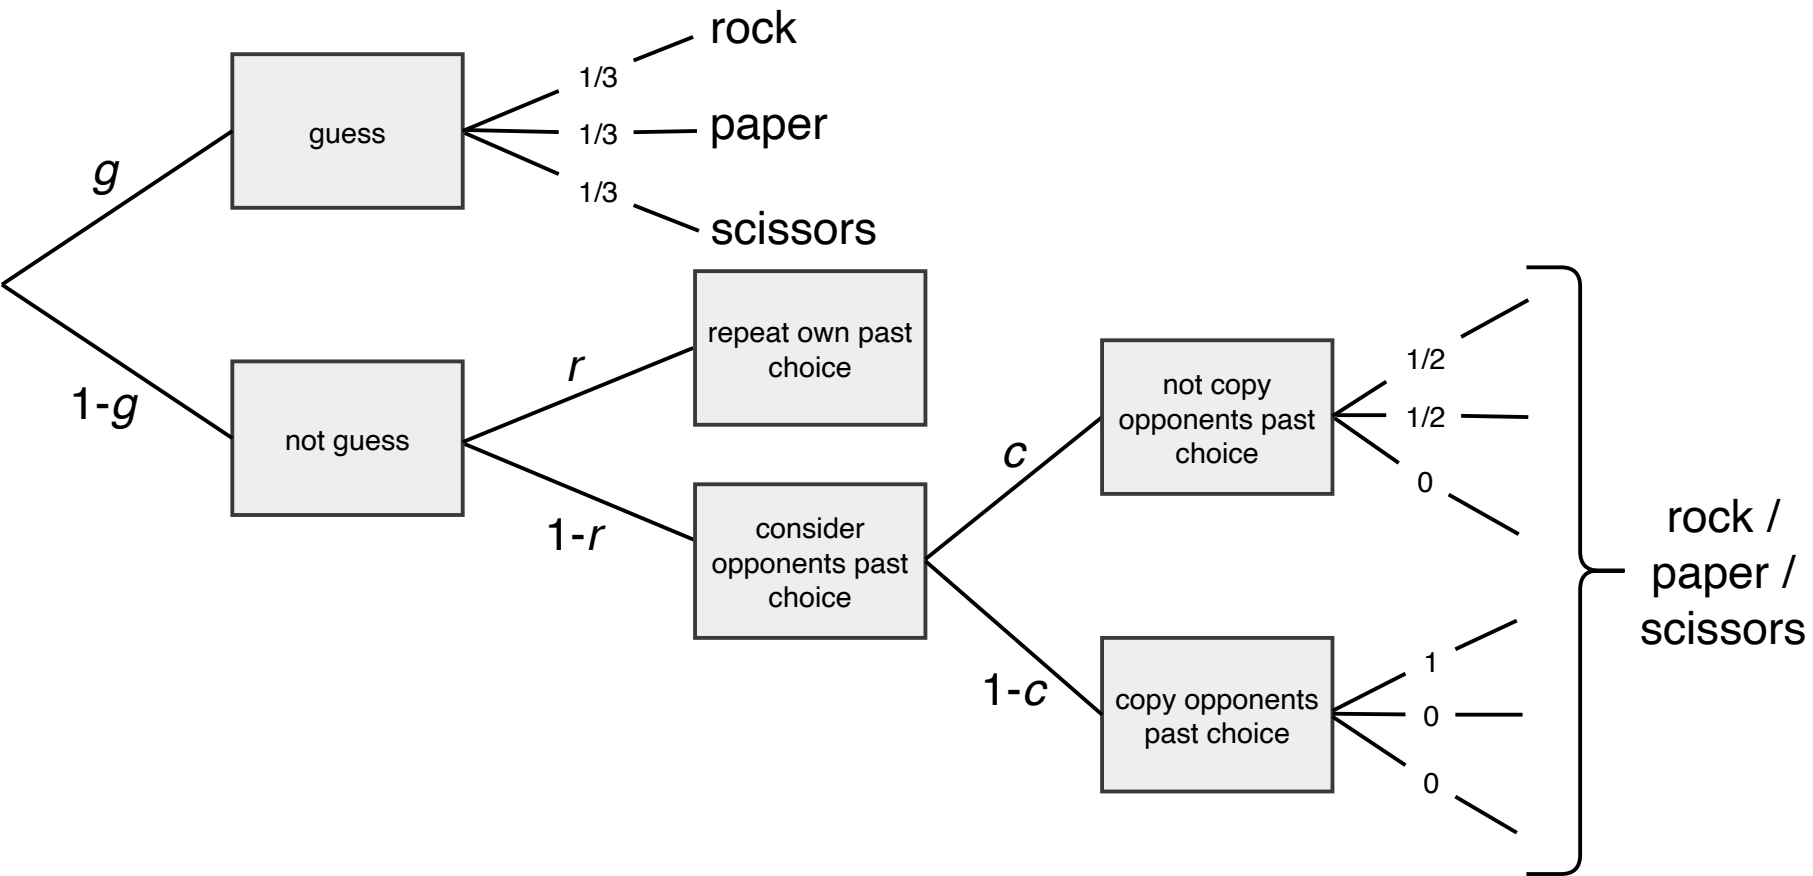 rock
1/3
guess
1/3
paper
g
1/3
scissors
repeat own past
choice
r
1-g
not guess
1/2
not copy
opponents past
choice
1/2
c
0
1-r
consider
opponents past
choice
rock /
paper /
scissors
1-c
copy opponents
past choice
1
0
0